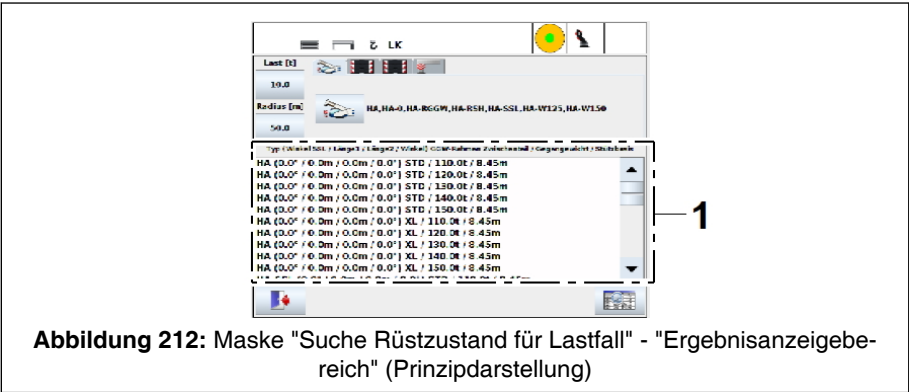 LK
Last [t]
10.0
Radius [m]
50.0
HA,HA-0,HA-RGGW,HA-RSH,HA-SSL,HA-W125,HA-W150
Typ (Winkel SSL / Länge1 / Länge2 / Winkel) / Gegengewicht / Stützbasis
HA (0.0° / 0.0m / 0.0m / 0.0°) STD / 110.0t / 8.45m
HA (0.0° / 0.0m / 0.0m / 0.0°) STD / 120.0t / 8.45m
HA (0.0° / 0.0m / 0.0m / 0.0°) STD / 130.0t / 8.45m
HA (0.0° / 0.0m / 0.0m / 0.0°) STD / 140.0t / 8.45m
HA (0.0° / 0.0m / 0.0m / 0.0°) STD / 150.0t / 8.45m
HA (0.0° / 0.0m / 0.0m / 0.0°) XL / 110.0t / 8.45m
HA (0.0° / 0.0m / 0.0m / 0.0°) XL / 120.0t / 8.45m
HA (0.0° / 0.0m / 0.0m / 0.0°) XL / 130.0t / 8.45m
HA (0.0° / 0.0m / 0.0m / 0.0°) XL / 140.0t / 8.45m
HA (0.0° / 0.0m / 0.0m / 0.0°) XL / 150.0t / 8.45m
1
Abbildung 212: Maske "Suche Rüstzustand für Lastfall" - "Ergebnisanzeigebe-
reich" (Prinzipdarstellung)